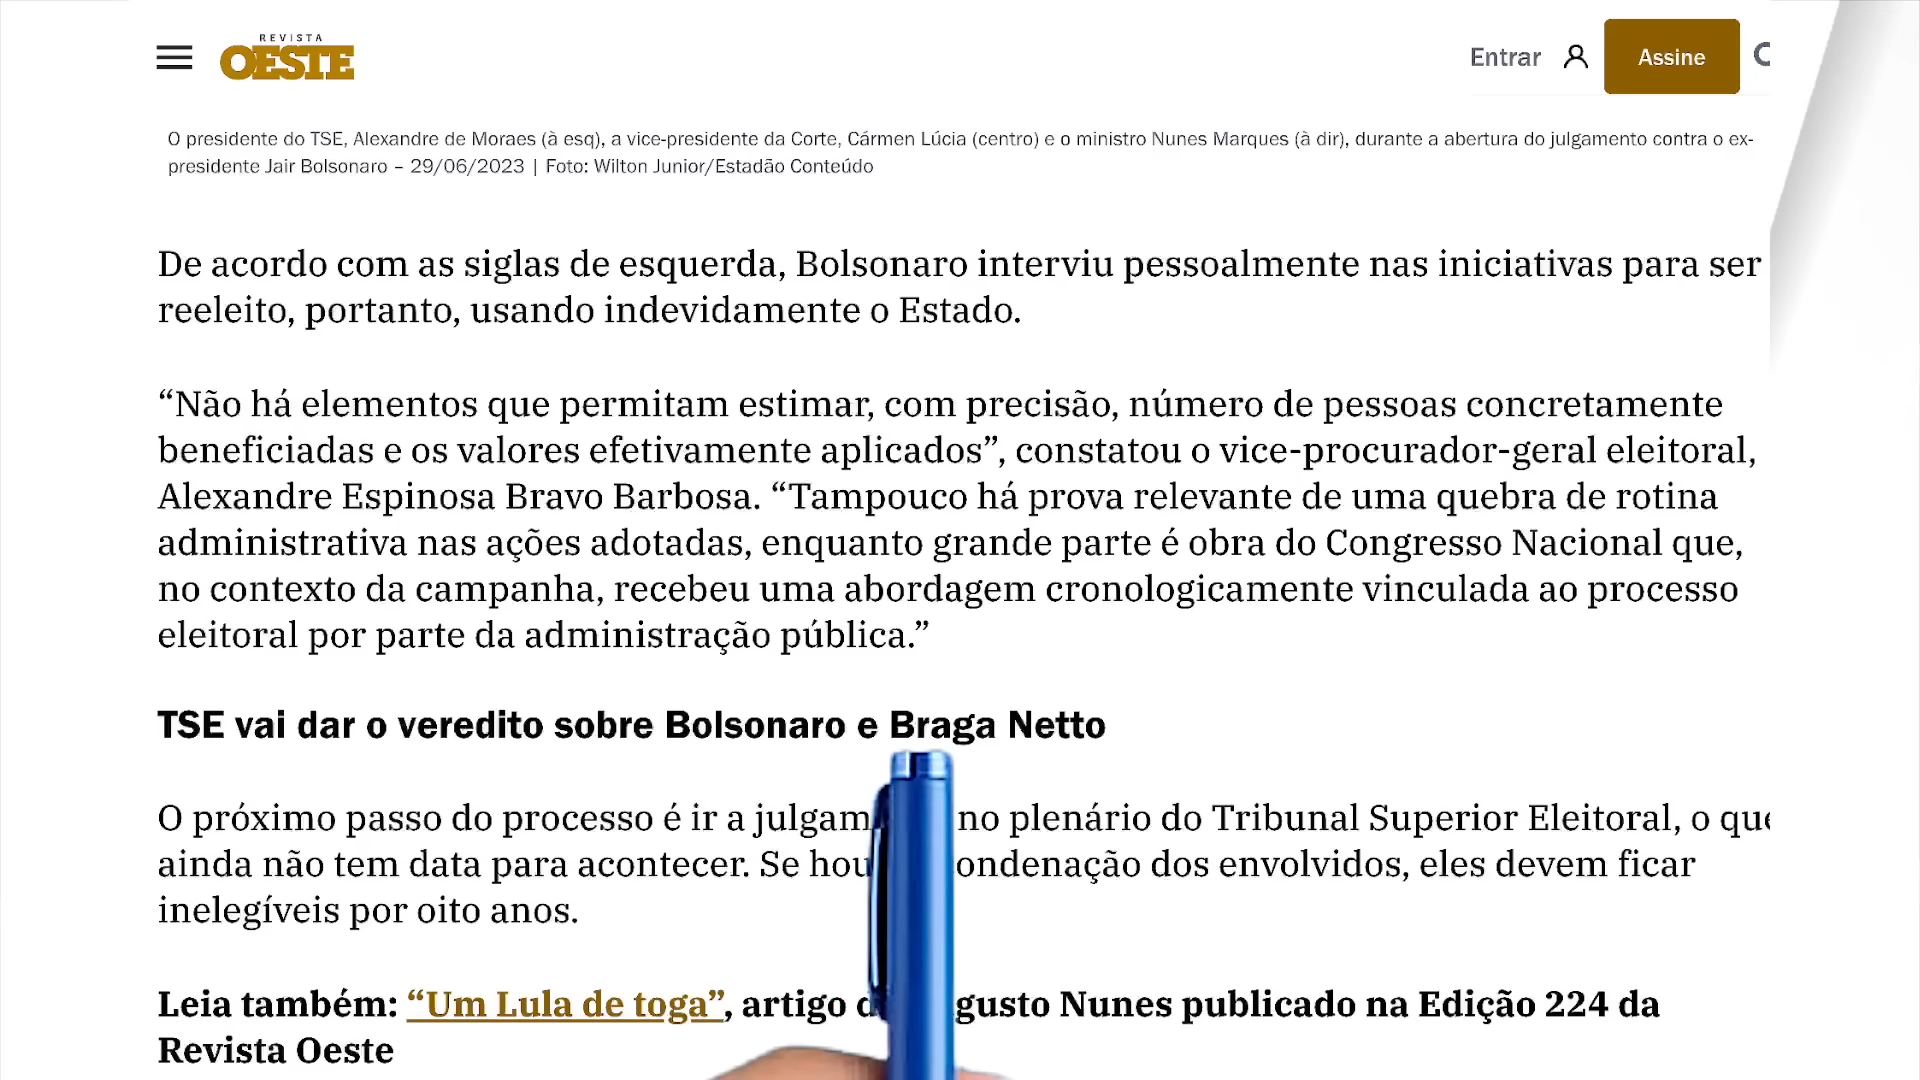 REVISTA
OESTE
Entrar
Assine
O presidente do TSE, Alexandre de Moraes (à esq), a vice-presidente da Corte, Cármen Lúcia (centro) e o ministro Nunes Marques (à dir), durante a abertura do julgamento contra o ex-
presidente Jair Bolsonaro – 29/06/2023 | Foto: Wilton Junior/Estadão Conteúdo
De acordo com as siglas de esquerda, Bolsonaro interviu pessoalmente nas iniciativas para ser
reeleito, portanto, usando indevidamente o Estado.
“Não há elementos que permitam estimar, com precisão, número de pessoas concretamente
beneficiadas e os valores efetivamente aplicados”, constatou o vice-procurador-geral eleitoral,
Alexandre Espinosa Bravo Barbosa. “Tampouco há prova relevante de uma quebra de rotina
administrativa nas ações adotadas, enquanto grande parte é obra do Congresso Nacional que,
no contexto da campanha, recebeu uma abordagem cronologicamente vinculada ao processo
eleitoral por parte da administração pública.”
TSE vai dar o veredito sobre Bolsonaro e Braga Netto
O próximo passo do processo é ir a no plenário do Tribunal Superior Eleitoral, o que
ainda não tem data para acontecer. Se dos envolvidos, eles devem ficar
inelegíveis por oito anos.
Leia também: “Um Lula de toga”, artigo Nunes publicado na Edição 224 da
Revista Oeste